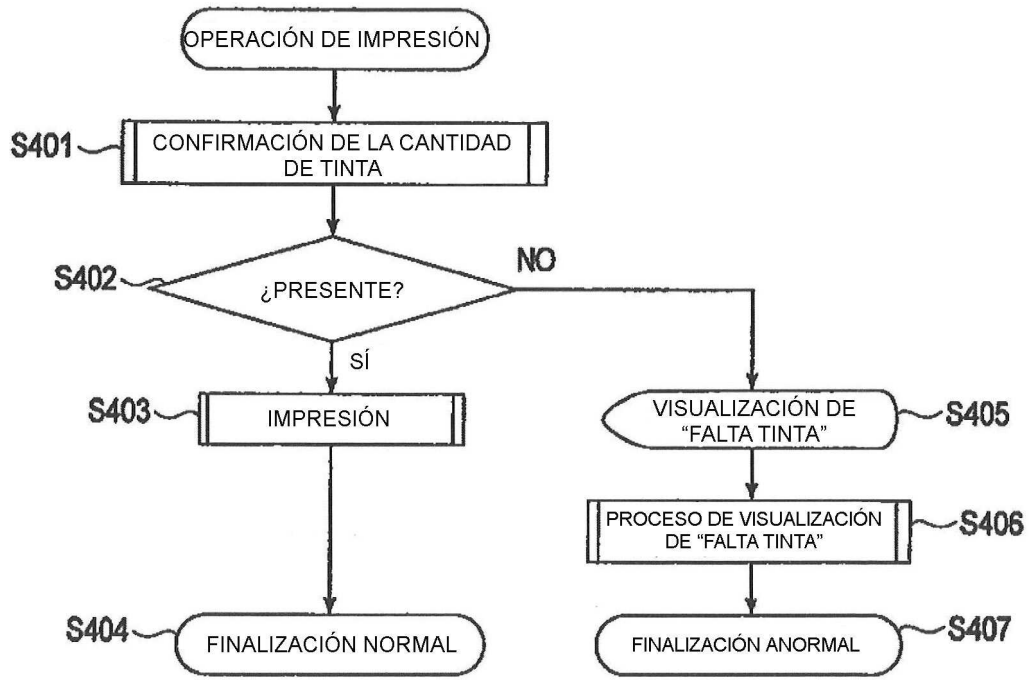 OPERACIÓN DE IMPRESIÓN
S401
CONFIRMACIÓN DE LA CANTIDAD
DE TINTA
S402
¿PRESENTE?
NO
SÍ
S403
IMPRESIÓN
VISUALIZACIÓN DE
“FALTA TINTA”
S405
PROCESO DE VISUALIZACIÓN
DE “FALTA TINTA”
S406
S404
FINALIZACIÓN NORMAL
FINALIZACIÓN ANORMAL
S407